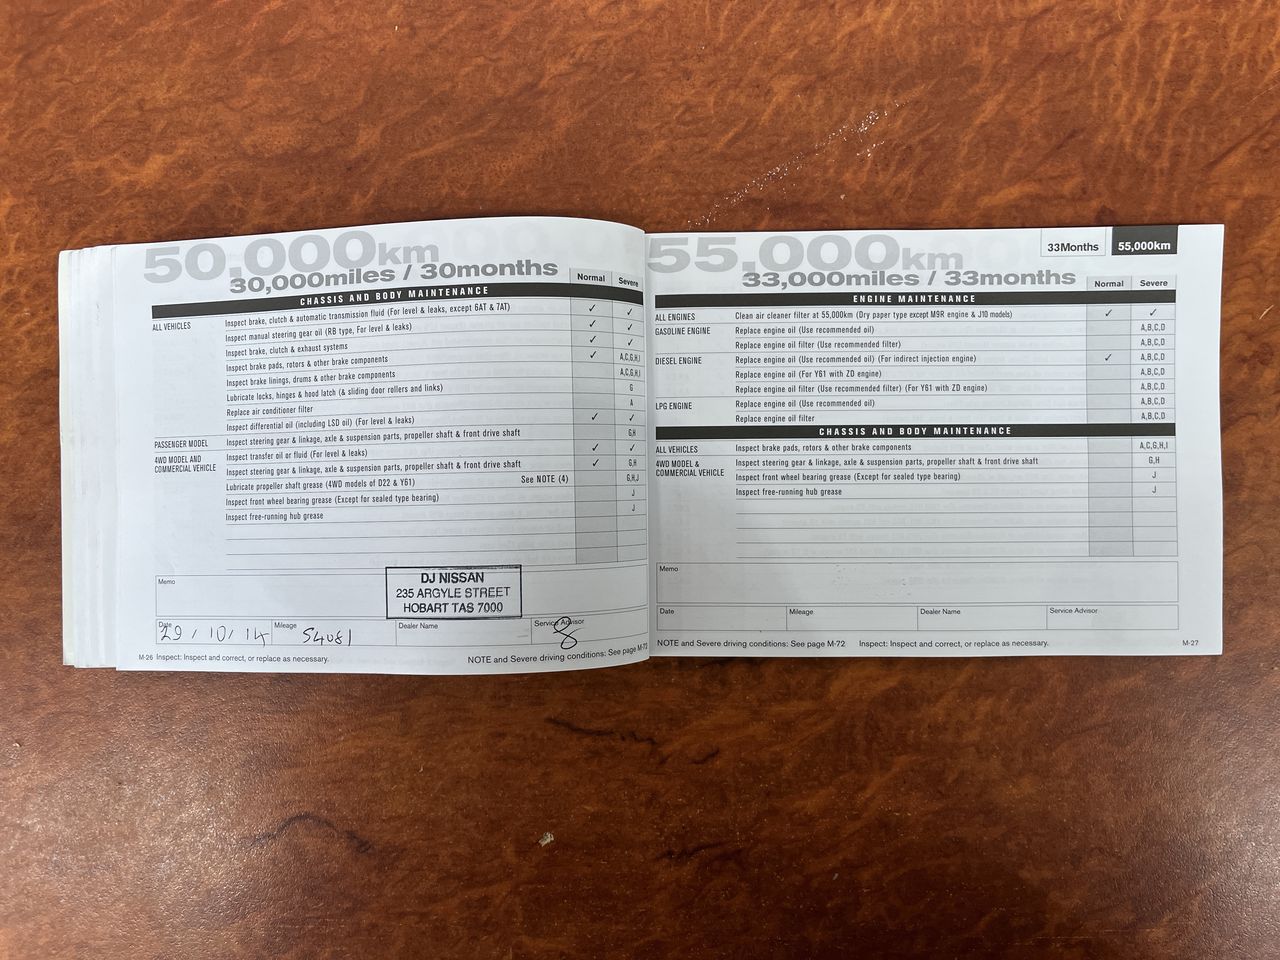 50,000km
30,000miles / 30months
Normal Severe
CHASSIS AND BODY MAINTENANCE
ALL VEHICLES Inspect brake, clutch & automatic transmission fluid (For level & leaks, except 6AT & 7AT) ✓ ✓
Inspect manual steering gear oil (RB type, For level & leaks) ✓ ✓
Inspect brake, clutch & exhaust systems ✓ ✓
Inspect brake pads, rotors & other brake components ✓ A,C,G,H,I
Inspect brake linings, drums & other brake components A,C,G,H,I
Lubricate locks, hinges & hood latch (& sliding door rollers and links) G
Replace air conditioner filter A
Inspect differential oil (including LSD oil) (For level & leaks) ✓ ✓
PASSENGER MODEL Inspect steering gear & linkage, axle & suspension parts, propeller shaft & front drive shaft G,H
4WD MODEL AND COMMERCIAL VEHICLE Inspect transfer oil or fluid (For level & leaks) ✓ ✓
Inspect steering gear & linkage, axle & suspension parts, propeller shaft & front drive shaft ✓ G,H
Lubricate propeller shaft grease (4WD models of D22 & Y61) See NOTE (4) G,H,J
Inspect front wheel bearing grease (Except for sealed type bearing) J
Inspect free-running hub grease J
Memo
DJ NISSAN
235 ARGYLE STREET
HOBART TAS 7000
Date Mileage Dealer Name Service Advisor
29/10/14 54081
M-26 Inspect: Inspect and correct, or replace as necessary. NOTE and Severe driving conditions: See page M-72
55,000km
33,000miles / 33months
33Months 55,000km
Normal Severe
ENGINE MAINTENANCE
ALL ENGINES Clean air cleaner filter at 55,000km (Dry paper type except M9R engine & J10 models) ✓ ✓
GASOLINE ENGINE Replace engine oil (Use recommended oil) A,B,C,D
Replace engine oil filter (Use recommended filter) A,B,C,D
DIESEL ENGINE Replace engine oil (Use recommended oil) (For indirect injection engine) ✓ A,B,C,D
Replace engine oil (For Y61 with ZD engine) A,B,C,D
Replace engine oil filter (Use recommended filter) (For Y61 with ZD engine) A,B,C,D
LPG ENGINE Replace engine oil (Use recommended oil) A,B,C,D
Replace engine oil filter A,B,C,D
CHASSIS AND BODY MAINTENANCE
ALL VEHICLES Inspect brake pads, rotors & other brake components A,C,G,H,I
4WD MODEL & COMMERCIAL VEHICLE Inspect steering gear & linkage, axle & suspension parts, propeller shaft & front drive shaft G,H
Inspect front wheel bearing grease (Except for sealed type bearing) J
Inspect free-running hub grease J
Memo
Date Mileage Dealer Name Service Advisor
NOTE and Severe driving conditions: See page M-72 Inspect: Inspect and correct, or replace as necessary. M-27